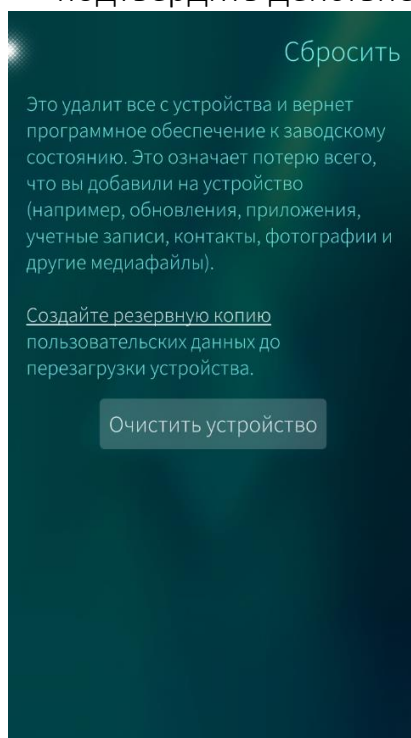 подтвердить действие
Сбросить
Это удалит все с устройства и вернет
программное обеспечение к заводскому
состоянию. Это означает потерю всего,
что вы добавили на устройство
(например, обновления, приложения,
учетные записи, контакты, фотографии и
другие медиафайлы).
Создайте резервную копию
пользовательских данных до
перезагрузки устройства.
Очистить устройство